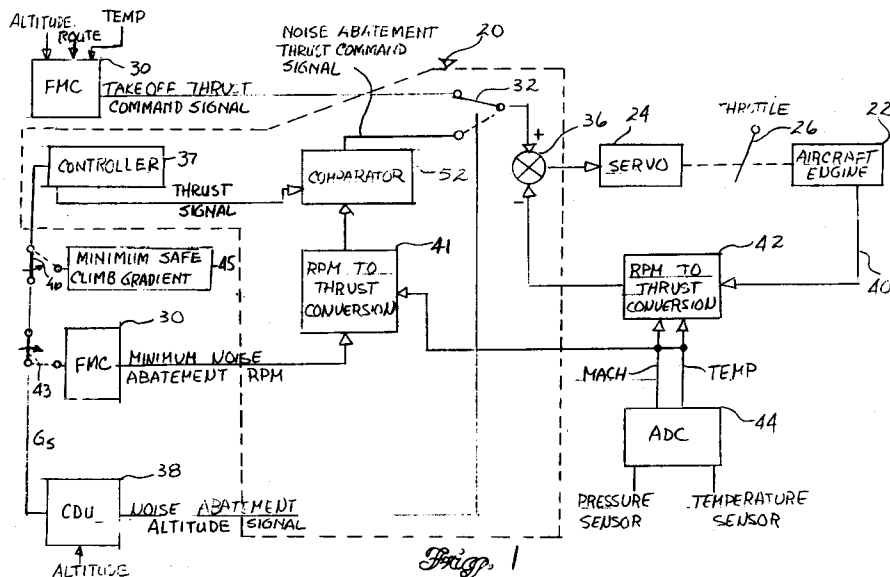 ALTITUDE
ROUTE
TEMP
30
FMC
TAKEOFF THRUST
COMMAND SIGNAL
NOISE ABATEMENT
THRUST COMMAND
SIGNAL
20
32
36
+
-
24
SERVO
THROTTLE
26
22
AIRCRAFT
ENGINE
CONTROLLER
37
THRUST
SIGNAL
COMPARATOR
52
40
MINIMUM SAFE
CLIMB GRADIENT
45
41
RPM TO
THRUST
CONVERSION
42
RPM TO
THRUST
CONVERSION
40
30
43
FMC
MINIMUM NOISE
ABATEMENT RPM
MACH
TEMP
GS
44
ADC
38
CDU
NOISE ABATEMENT
ALTITUDE SIGNAL
PRESSURE
SENSOR
TEMPERATURE
SENSOR
ALTITUDE
Fig. 1